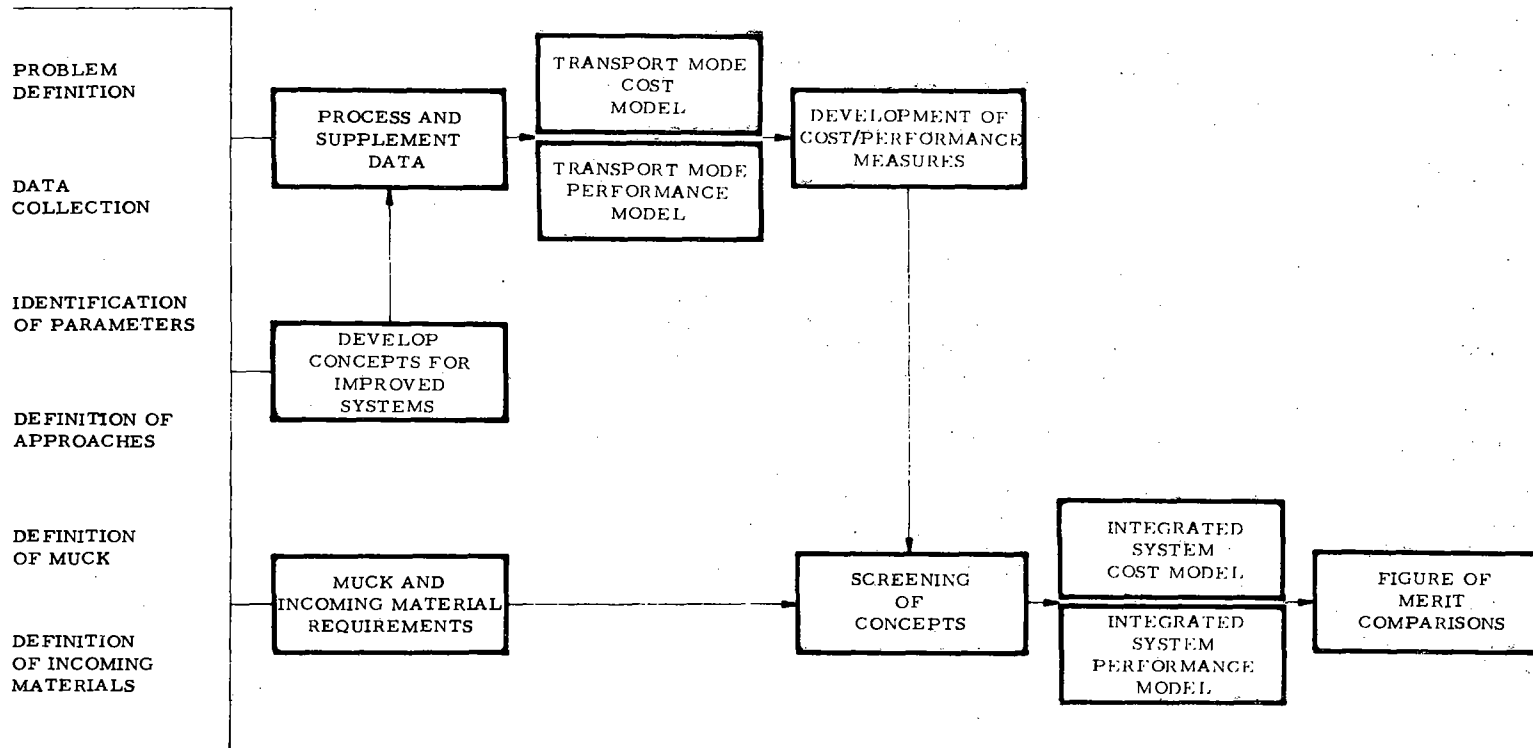 PROBLEM
DEFINITION
DATA
COLLECTION
IDENTIFICATION
OF PARAMETERS
DEFINITION OF
APPROACHES
DEFINITION
OF MUCK
DEFINITION
OF INCOMING
MATERIALS
PROCESS AND
SUPPLEMENT
DATA
DEVELOP
CONCEPTS FOR
IMPROVED
SYSTEMS
MUCK AND
INCOMING MATERIAL
REQUIREMENTS
TRANSPORT MODE
COST
MODEL
TRANSPORT MODE
PERFORMANCE
MODEL
DEVELOPMENT OF
COST/PERFORMANCE
MEASURES
SCREENING
OF
CONCEPTS
INTEGRATED
SYSTEM
COST MODEL
INTEGRATED
SYSTEM
PERFORMANCE
MODEL
FIGURE OF
MERIT
COMPARISONS